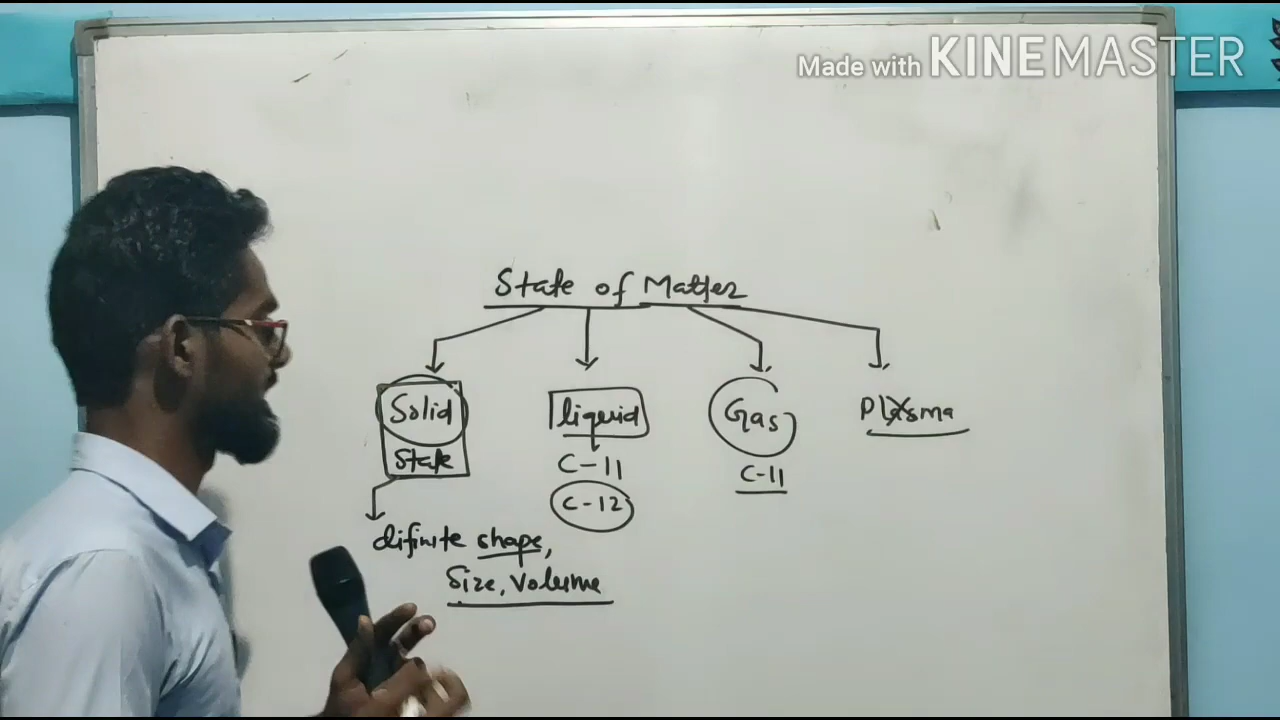 Made with KINEMASTER
State of Matter
Solid liquid Gas Plasma
State C-11 C-11
C-12
difinite shape,
Size, Volume